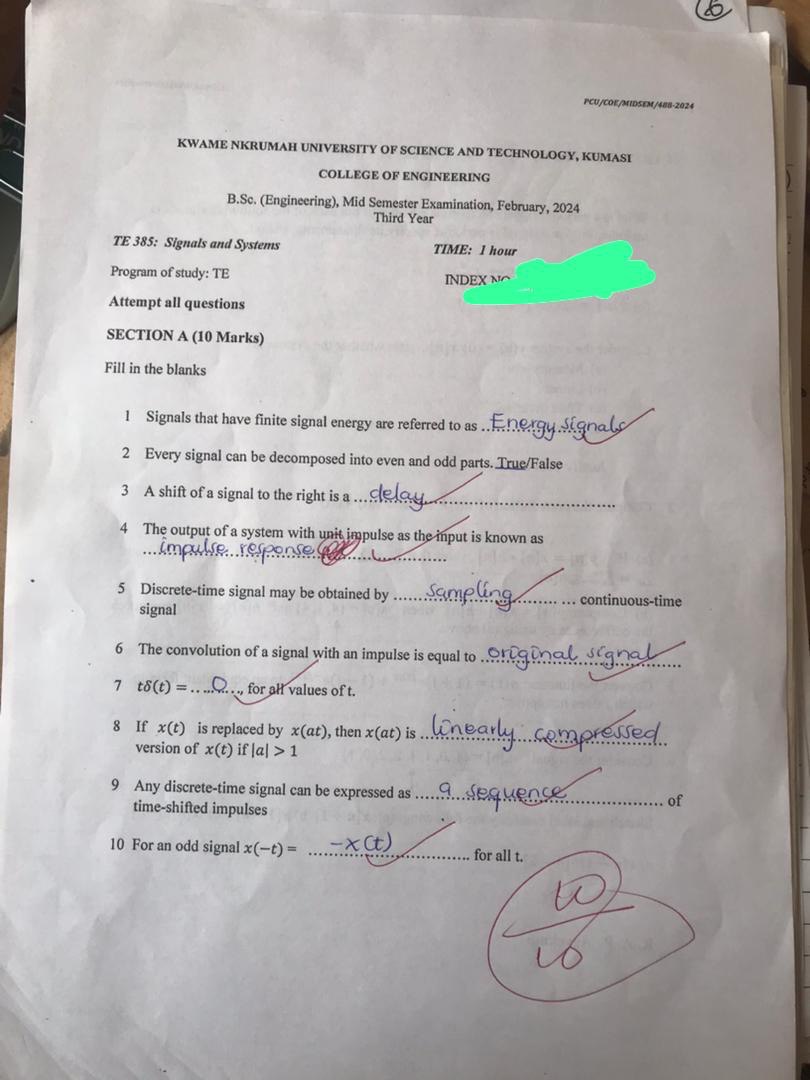 16
PCU/COE/MIDSEM/488-2024
KWAME NKRUMAH UNIVERSITY OF SCIENCE AND TECHNOLOGY, KUMASI
COLLEGE OF ENGINEERING
B.Sc. (Engineering), Mid Semester Examination, February, 2024
Third Year
TE 385: Signals and Systems TIME: 1 hour
Program of study: TE INDEX NO
Attempt all questions
SECTION A (10 Marks)
Fill in the blanks
1 Signals that have finite signal energy are referred to as ..Energy signals
2 Every signal can be decomposed into even and odd parts. True/False
3 A shift of a signal to the right is a ...delay..............................
4 The output of a system with unit impulse as the input is known as
...impulse response.................
5 Discrete-time signal may be obtained by ......sampling.......... ... continuous-time
signal
6 The convolution of a signal with an impulse is equal to ..original signal....
7 tδ(t) = .....0...., for all values of t.
8 If x(t) is replaced by x(at), then x(at) is ..linearly compressed..
version of x(t) if |a| > 1
9 Any discrete-time signal can be expressed as ....a sequence.................... of
time-shifted impulses
10 For an odd signal x(−t) = .....-x(t)................ for all t.
10
10